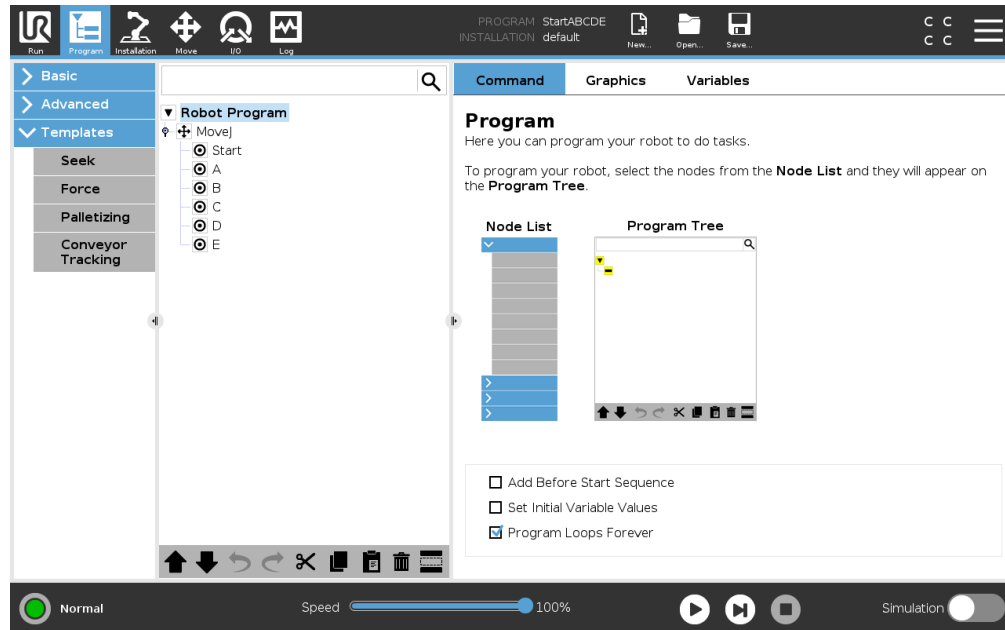 UR
Run
Program
Installation
Move
I/O
Log
PROGRAM StartABCDE
INSTALLATION default
New...
Open...
Save...
C C
C C
Basic
Advanced
Templates
Seek
Force
Palletizing
Conveyor
Tracking
Robot Program
MoveJ
Start
A
B
C
D
E
Command
Graphics
Variables
Program
Here you can program your robot to do tasks.
To program your robot, select the nodes from the Node List and they will appear on
the Program Tree.
Node List
Program Tree
Add Before Start Sequence
Set Initial Variable Values
Program Loops Forever
Normal
Speed
100%
Simulation